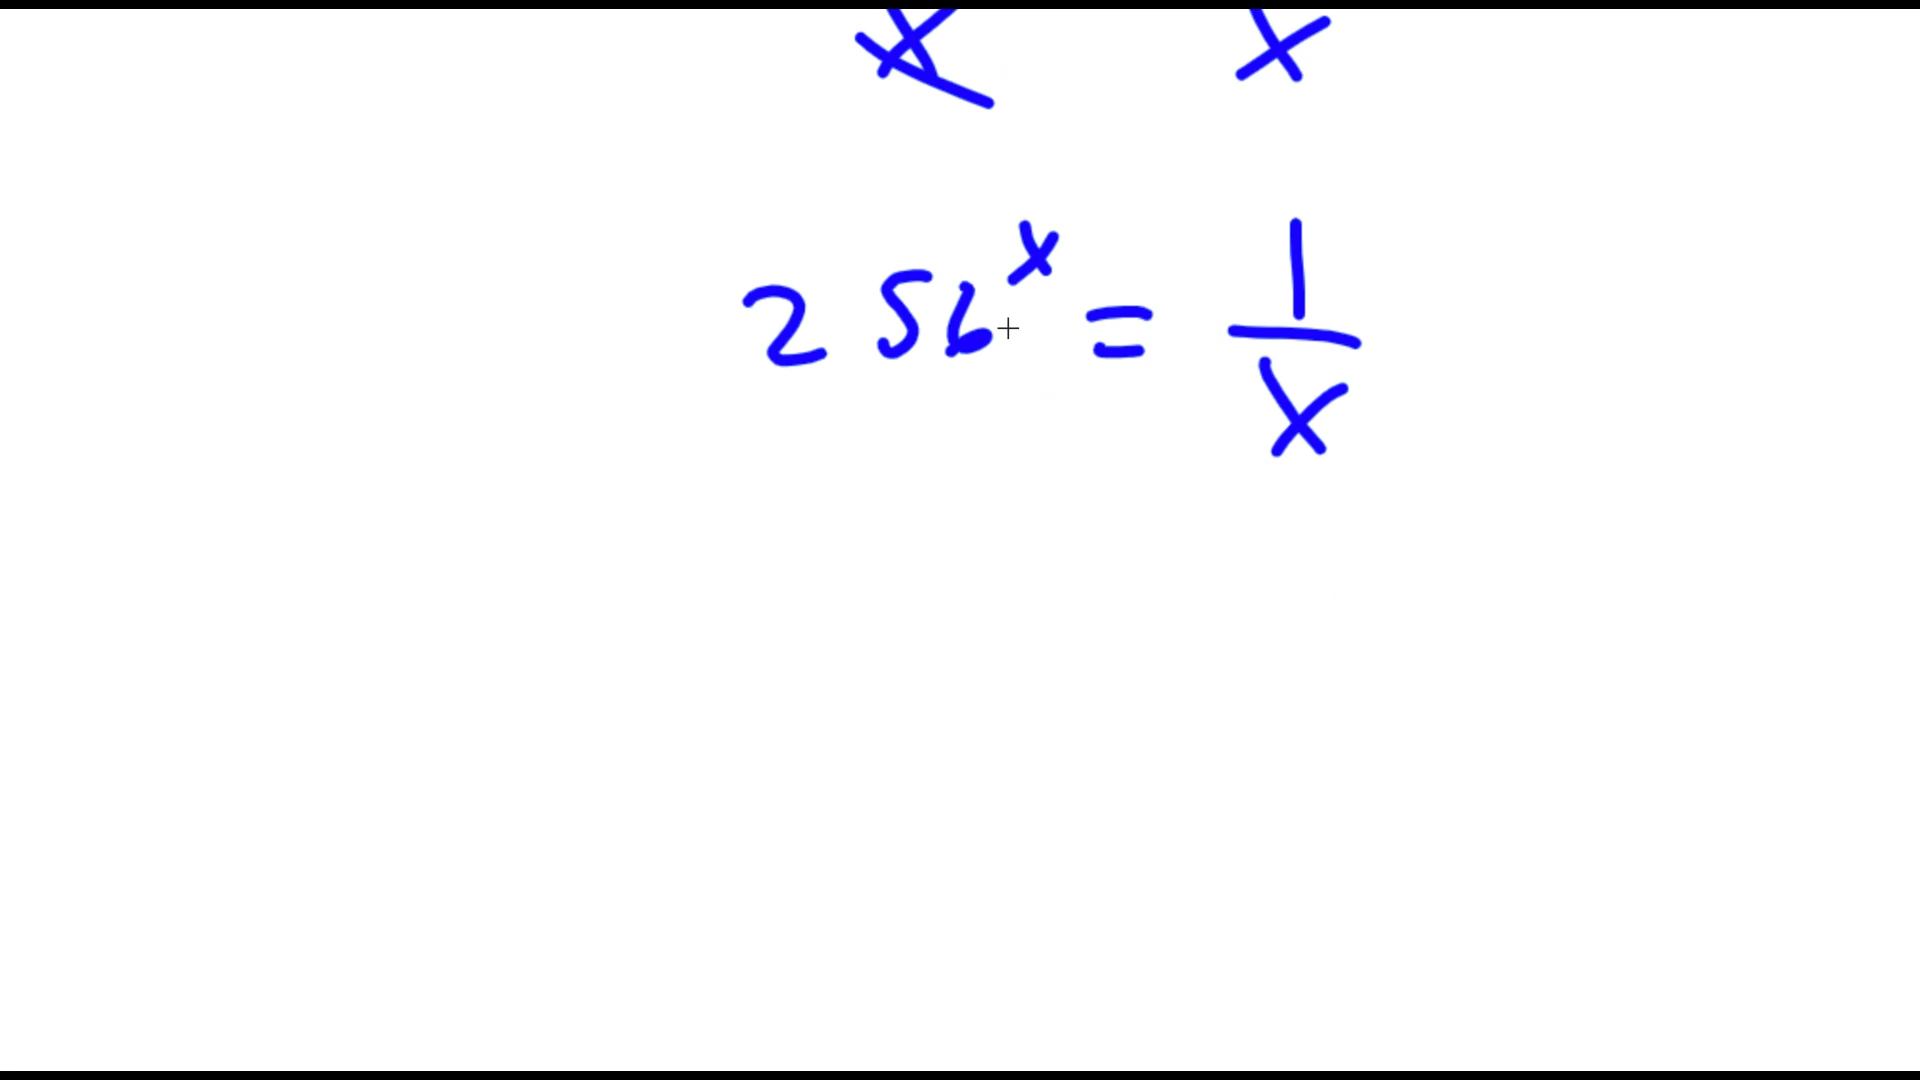 x x
256^x = 1/x